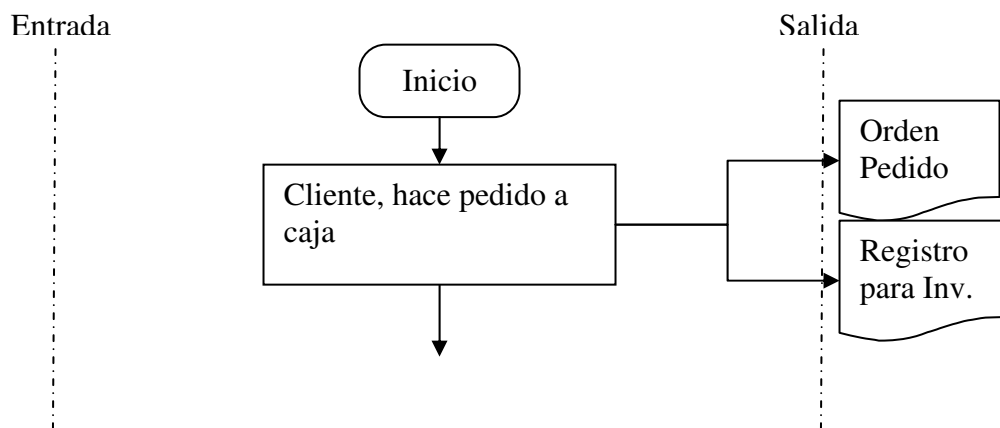 Entrada
Salida
Inicio
Orden
Pedido
Cliente, hace pedido a
caja
Registro
para Inv.